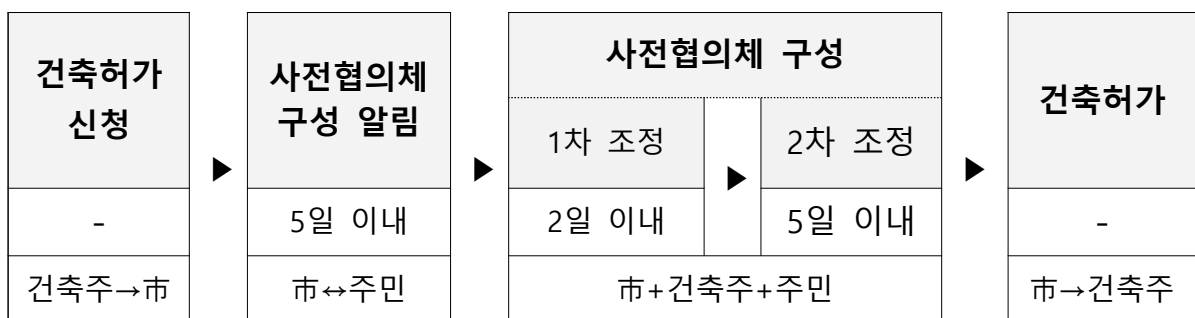 건축허가
신청
▶
사전협의체
구성 알림
▶
사전협의체 구성
1차 조정
▶
2차 조정
▶
건축허가
-
5일 이내
2일 이내
5일 이내
-
건축주→市
市↔주민
市+건축주+주민
市→건축주